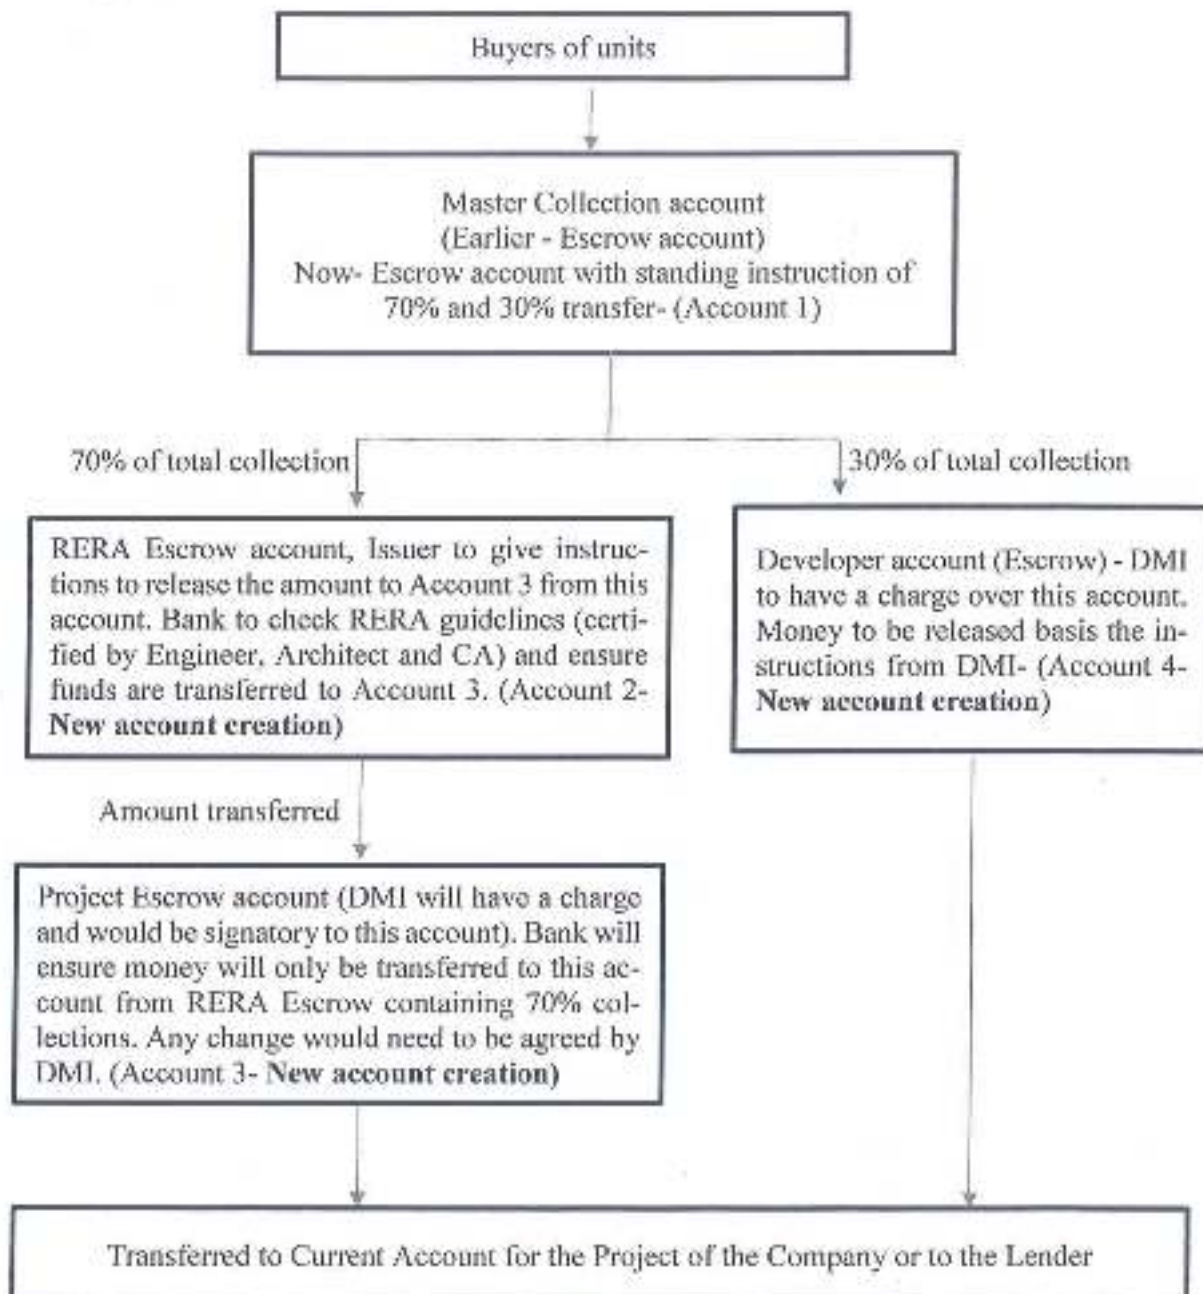 Buyers of units
Master Collection account
(Earlier - Escrow account)
Now- Escrow account with standing instruction of
70% and 30% transfer- (Account 1)
70% of total collection
30% of total collection
RERA Escrow account, Issuer to give instruc-
tions to release the amount to Account 3 from this
account. Bank to check RERA guidelines (certi-
fied by Engineer, Architect and CA) and ensure
funds are transferred to Account 3. (Account 2-
New account creation)
Developer account (Escrow) - DMI
to have a charge over this account.
Money to be released basis the in-
structions from DMI- (Account 4-
New account creation)
Amount transferred
Project Escrow account (DMI will have a charge
and would be signatory to this account). Bank will
ensure money will only be transferred to this ac-
count from RERA Escrow containing 70% col-
lections. Any change would need to be agreed by
DMI. (Account 3- New account creation)
Transferred to Current Account for the Project of the Company or to the Lender